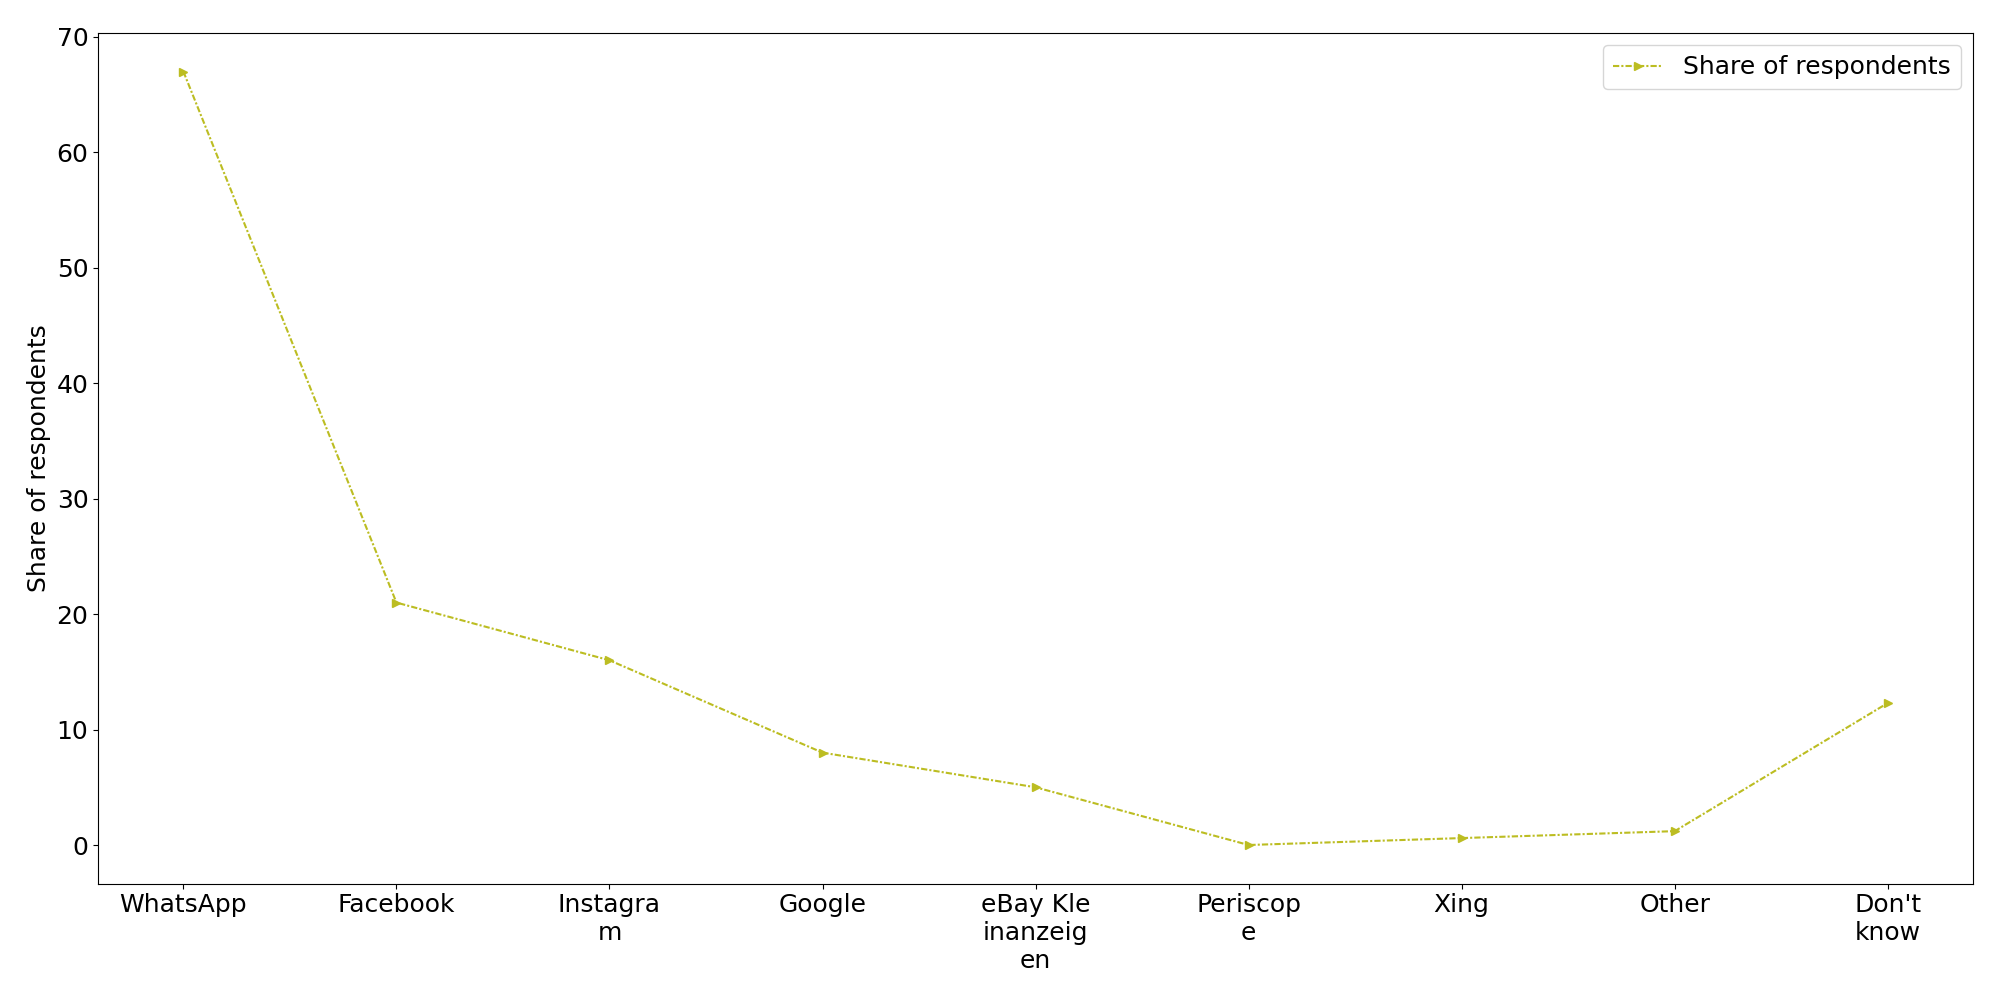 70
60
50
40
30
20
10
0
Share of respondents
Share of respondents
WhatsApp
Facebook
Instagra
m
Google
eBay Kle
inanzeig
en
Periscop
e
Xing
Other
Don't
know